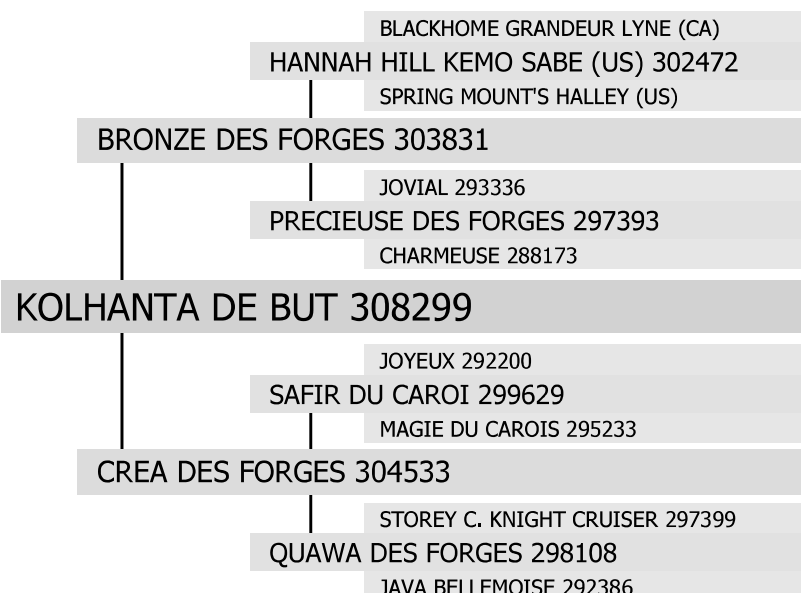 BLACKHOME GRANDEUR LYNE (CA)
HANNAH HILL KEMO SABE (US) 302472
SPRING MOUNT'S HALLEY (US)
BRONZE DES FORGES 303831
JOVIAL 293336
PRECIEUSE DES FORGES 297393
CHARMEUSE 288173
KOLHANTA DE BUT 308299
JOYEUX 292200
SAFIR DU CAROI 299629
MAGIE DU CAROIS 295233
CREA DES FORGES 304533
STOREY C. KNIGHT CRUISER 297399
QUAWA DES FORGES 298108
JAVA BELLEMOISE 292386